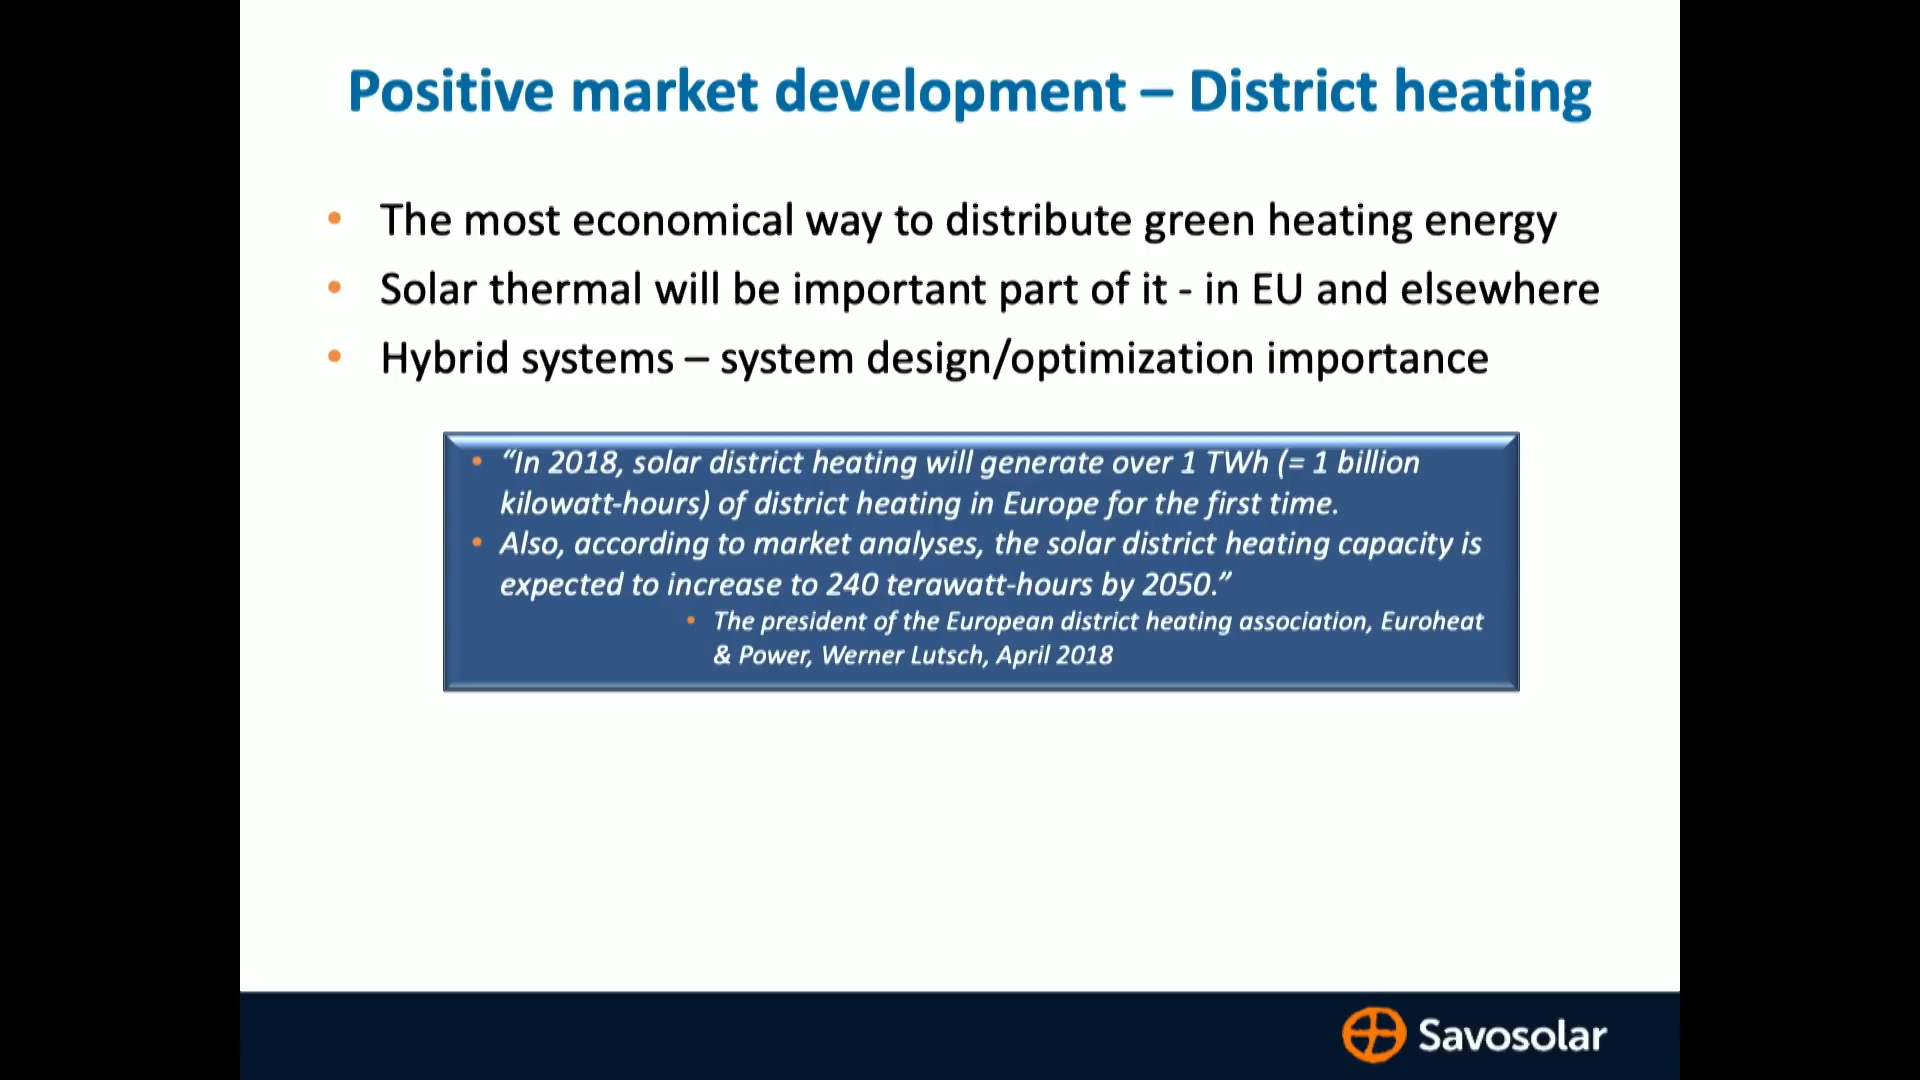 Positive market development – District heating
• The most economical way to distribute green heating energy
• Solar thermal will be important part of it - in EU and elsewhere
• Hybrid systems – system design/optimization importance
• “In 2018, solar district heating will generate over 1 TWh (= 1 billion
kilowatt-hours) of district heating in Europe for the first time.
• Also, according to market analyses, the solar district heating capacity is
expected to increase to 240 terawatt-hours by 2050.”
• The president of the European district heating association, Euroheat
& Power, Werner Lutsch, April 2018
Savosolar